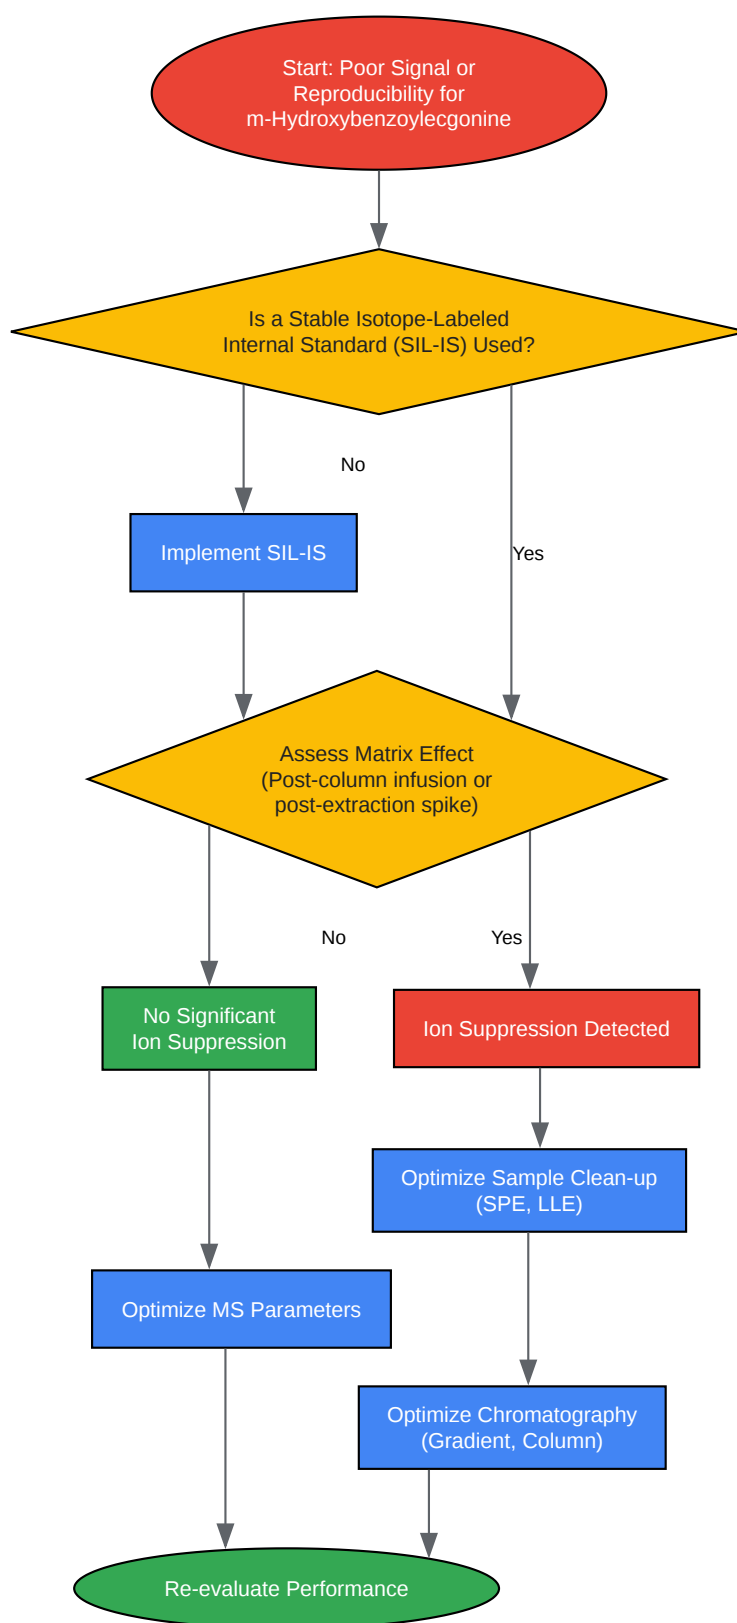 Start: Poor Signal or
Reproducibility for
m-Hydroxybenzoylecgonine
Is a Stable Isotope-Labeled
Internal Standard (SIL-IS) Used?
No
Implement SIL-IS
Yes
Assess Matrix Effect
(Post-column infusion or
post-extraction spike)
No
Yes
No Significant
Ion Suppression
Ion Suppression Detected
Optimize Sample Clean-up
(SPE, LLE)
Optimize MS Parameters
Optimize Chromatography
(Gradient, Column)
Re-evaluate Performance